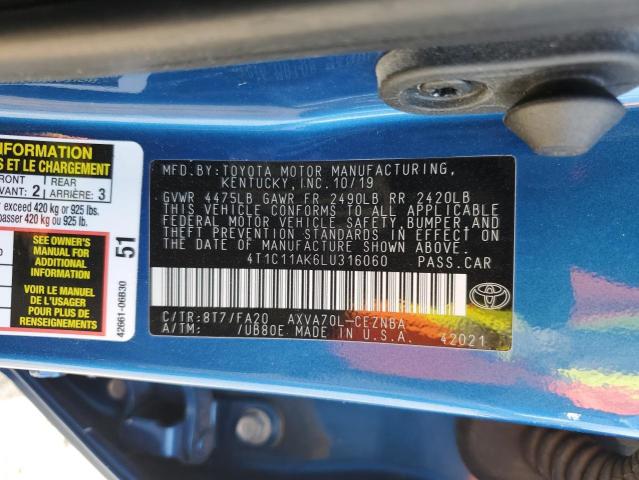 INFORMATION
S ET LE CHARGEMENT
FRONT
VANT: 2
REAR
ARRIÈRE: 3
exceed 420 kg or 925 lbs.
passer 420 kg ou 925 lb.
SEE OWNER'S
MANUAL FOR
ADDITIONAL
INFORMATION
VOIR LE MANUEL
DE L'USAGER
POUR PLUS DE
RENSEIGNEMENTS
51
42661-06B30
MFD.BY:TOYOTA MOTOR MANUFACTURING,
KENTUCKY, INC.10/19
GVWR 4475LB GAWR FR 2490LB RR 2420LB
THIS VEHICLE CONFORMS TO ALL APPLICABLE
FEDERAL MOTOR VEHICLE SAFETY,BUMPER,AND
THEFT PREVENTION STANDARDS IN EFFECT ON
THE DATE OF MANUFACTURE SHOWN ABOVE.
4T1C11AK6LU316060 PASS.CAR
C/TR:8T7/FA20 AXVA70L-CEZNBA
A/TM: /UB80E MADE IN U.S.A. 42021
TOYOTA